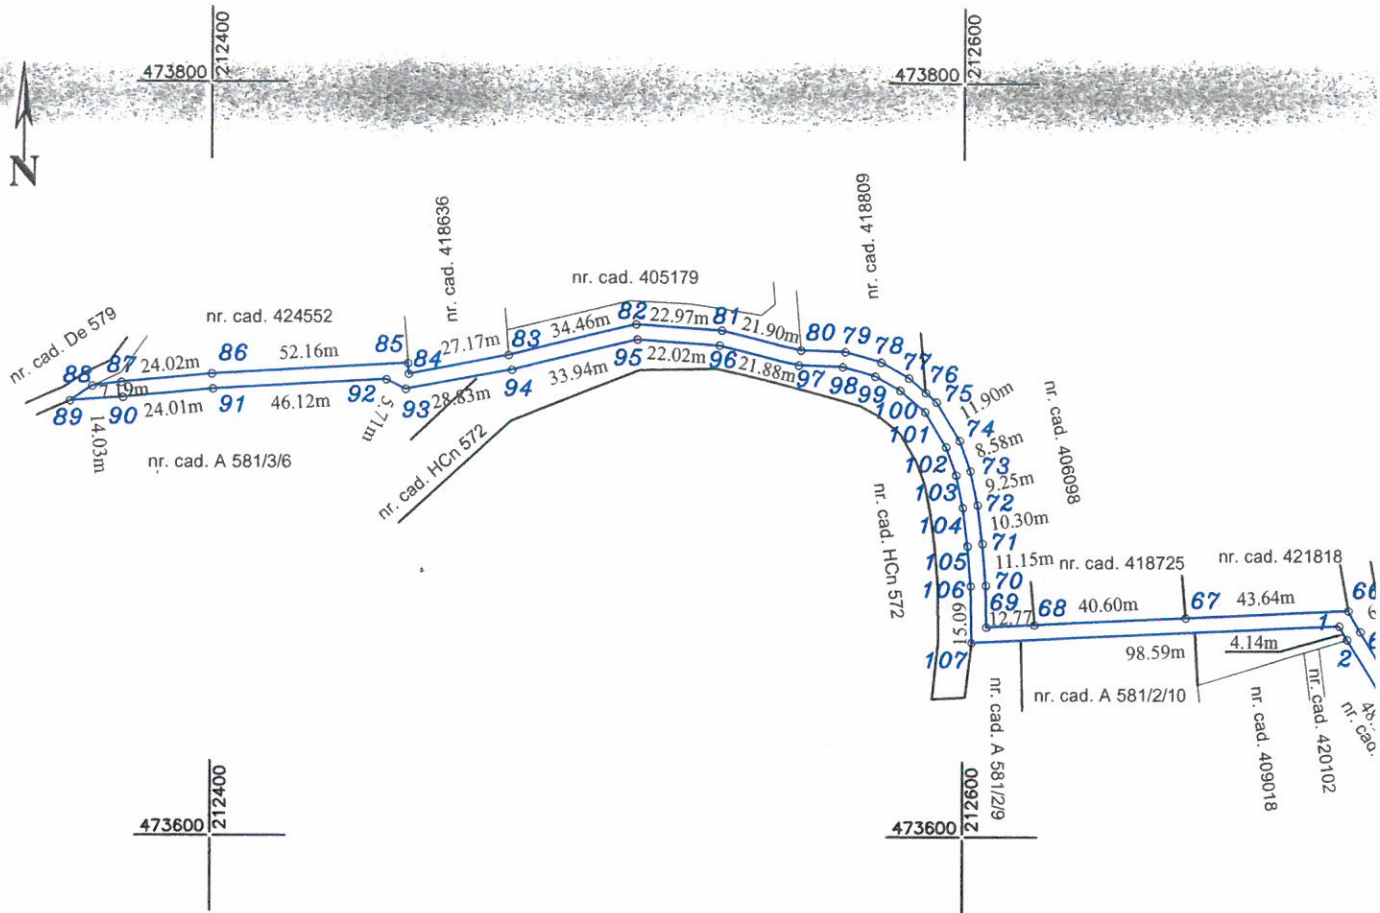 212400
473800
212600
473800
N
nr. cad. 418636
nr. cad. 418809
nr. cad. 405179
nr. cad. De 579
nr. cad. 424552
88
87
24.02m
86
52.16m
85
84
27.17m
83
34.46m
82
22.97m
81
21.90m
80
79
78
77
76
75
7.19m
89
90
24.01m
91
46.12m
92
93
28.83m
94
33.94m
95
22.02m
96
21.88m
97
98
99
100
101
102
103
104
105
106
107
14.03m
5.71m
nr. cad. A 581/3/6
nr. cad. HCn 572
nr. cad. HCn 572
11.90m
74
8.58m
73
9.25m
72
10.30m
71
11.15m
70
69
12.77
68
15.09
nr. cad. 406098
nr. cad. 418725
nr. cad. 421818
40.60m
67
43.64m
66
1
2
98.59m
4.14m
nr. cad. A 581/2/10
nr. cad. A 581/2/9
nr. cad. 409018
nr. cad. 420102
212400
473600
212600
473600